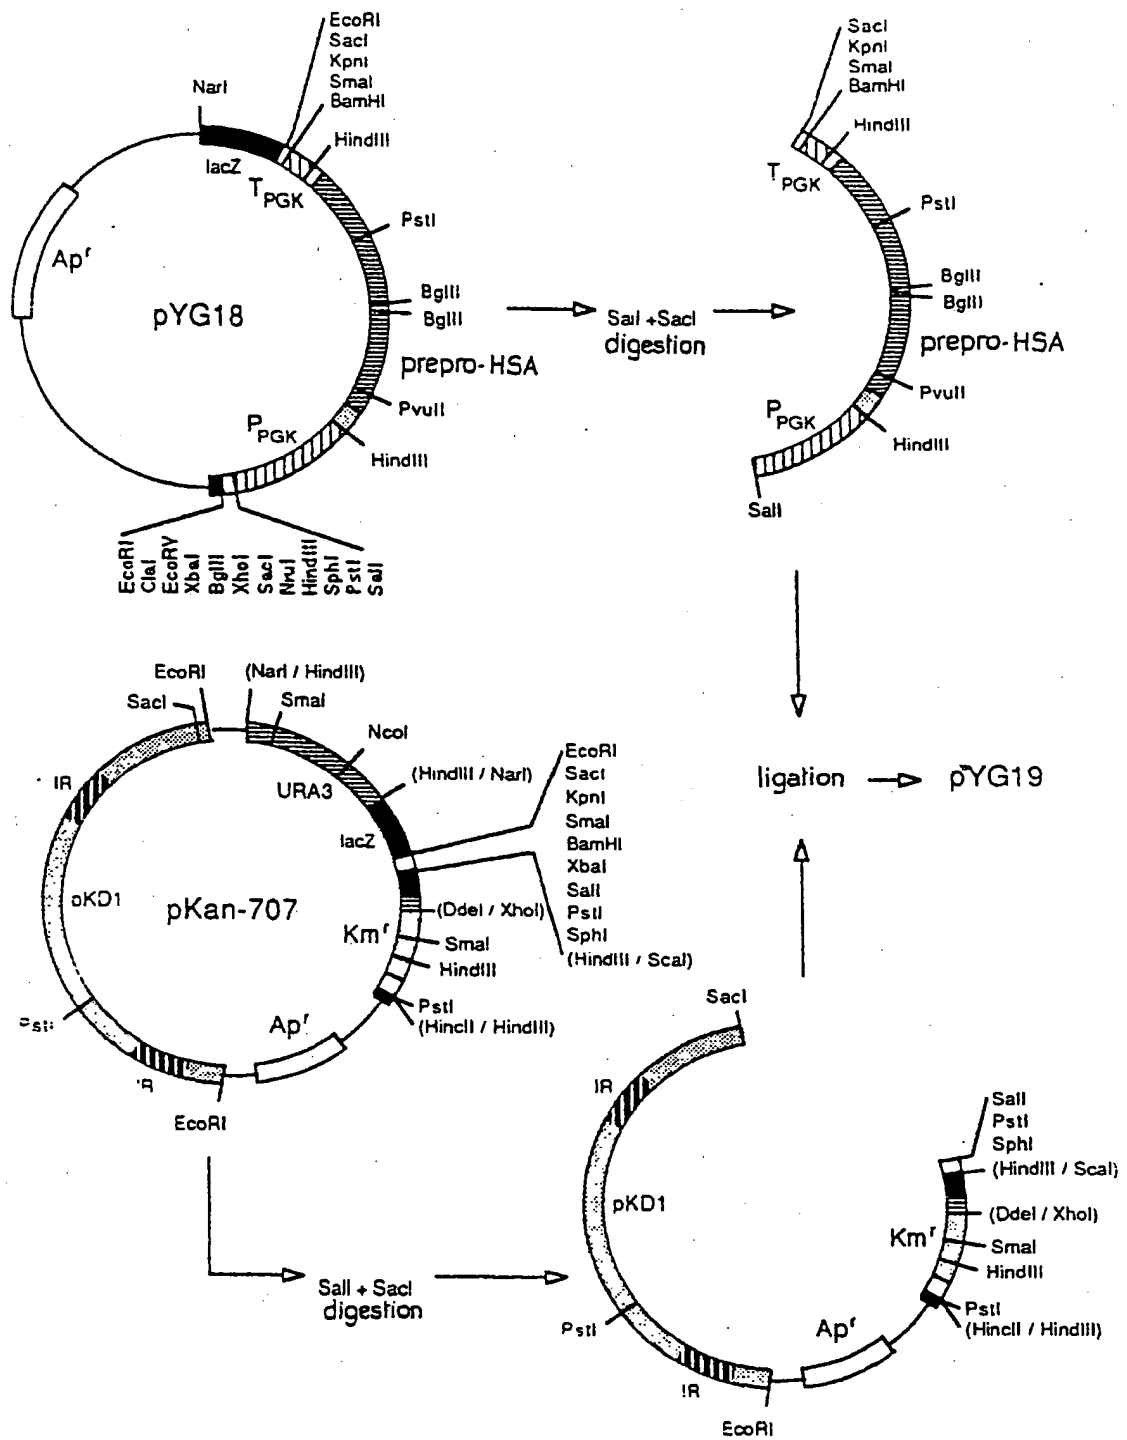 EcoRI
SacI
KpnI
SmaI
BamHI
NarI
HindIII
lacZ
TPGK
PstI
Apr
pYG18
BglII
BglII
prepro-HSA
PvuII
PPGK
HindIII
EcoRI
ClaI
EcoRV
XbaI
BglII
XhoI
SacI
NruI
HindIII
SphI
PstI
SalI
SalI +SacI
digestion
SacI
KpnI
SmaI
BamHI
HindIII
TPGK
PstI
BglII
BglII
prepro-HSA
PvuII
PPGK
HindIII
SalI
ligation
pYG19
EcoRI
(NarI / HindIII)
SacI
SmaI
NcoI
(HindIII / NarI)
IR
URA3
lacZ
EcoRI
SacI
KpnI
SmaI
BamHI
XbaI
SalI
PstI
SphI
(HindIII / ScaI)
pKD1
pKan-707
(DdeI / XhoI)
Kmr
SmaI
HindIII
PstI
(HincII / HindIII)
PstI
Apr
IR
EcoRI
SalI + SacI
digestion
SacI
IR
SalI
PstI
SphI
(HindIII / ScaI)
pKD1
(DdeI / XhoI)
Kmr
SmaI
HindIII
PstI
(HincII / HindIII)
PstI
Apr
IR
EcoRI